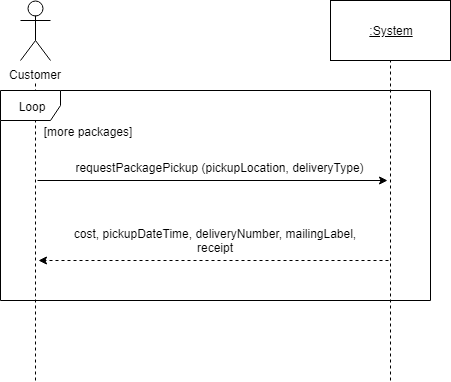 :System
Customer
Loop
[more packages]
requestPackagePickup (pickupLocation, deliveryType)
cost, pickupDateTime, deliveryNumber, mailingLabel,
receipt